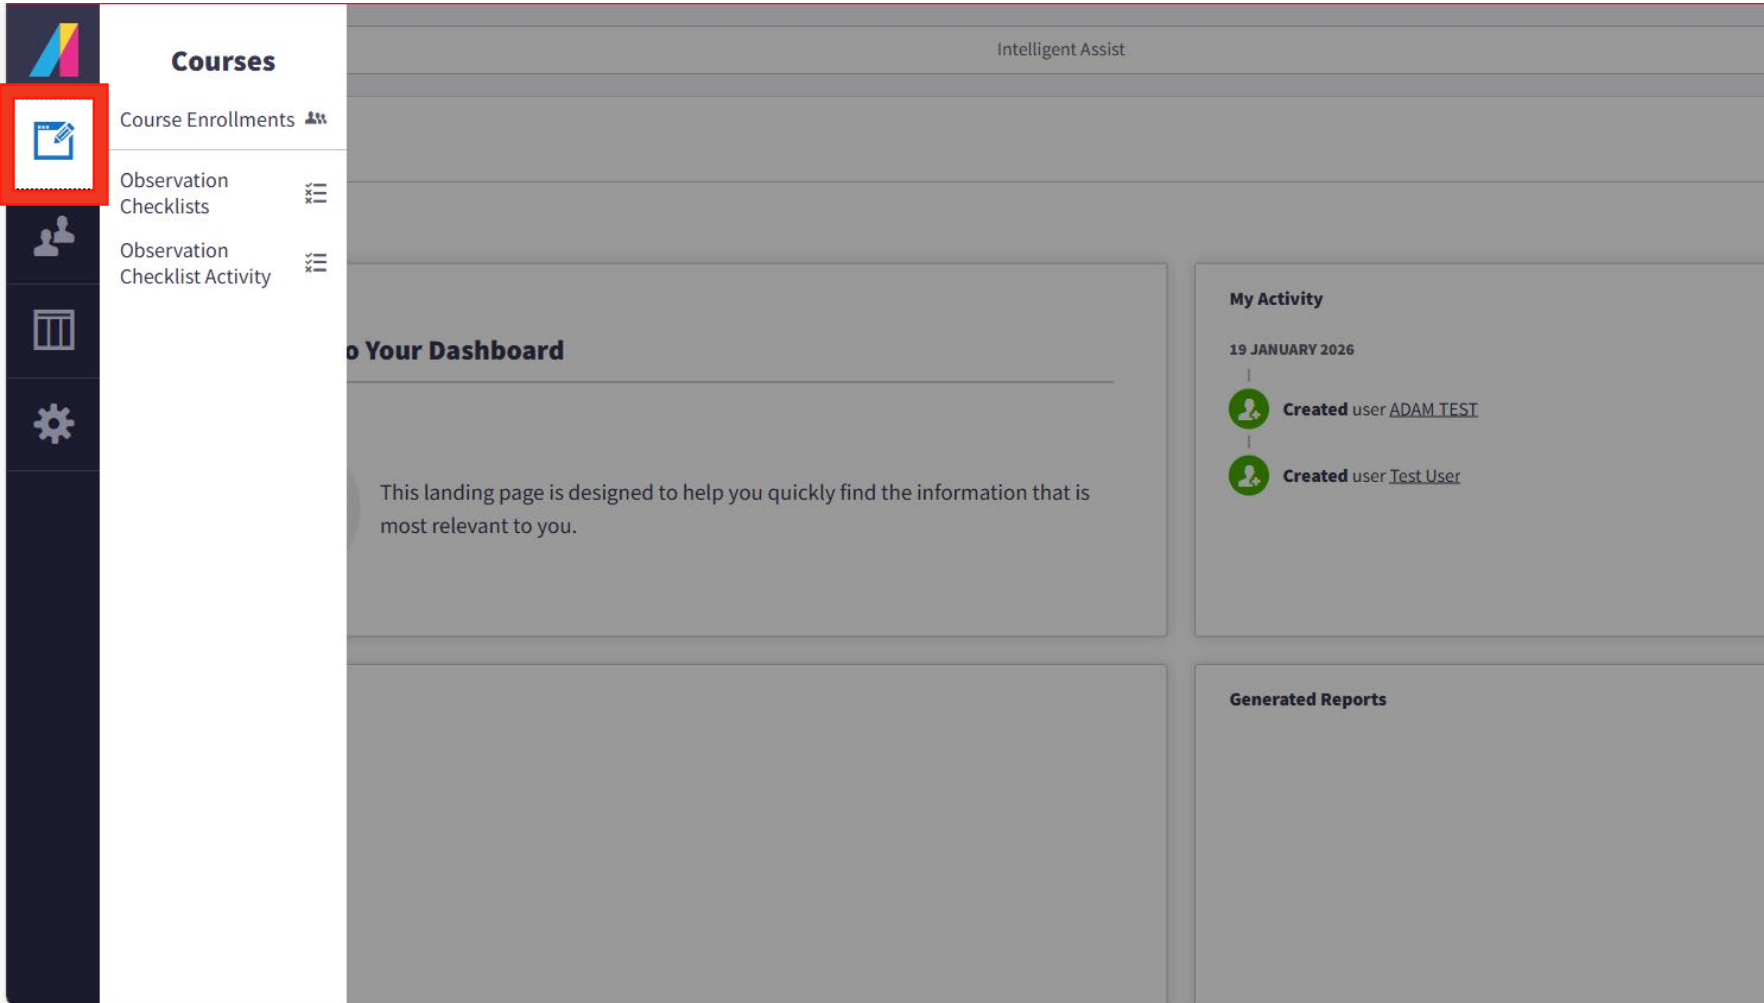 Courses
Course Enrollments
Observation
Checklists
Observation
Checklist Activity
Intelligent Assist
o Your Dashboard
This landing page is designed to help you quickly find the information that is
most relevant to you.
My Activity
19 JANUARY 2026
Created user ADAM TEST
Created user Test User
Generated Reports